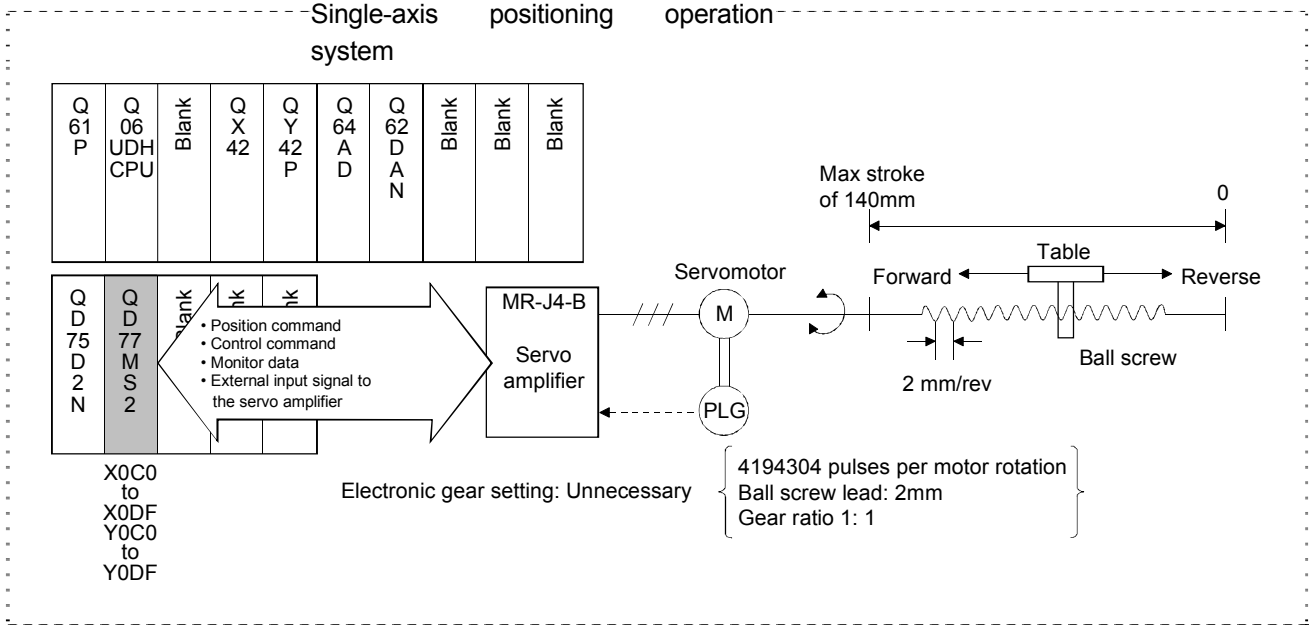 Single-axis positioning operation
system
Q
61
P
Q
06
UDH
CPU
Blank
Q
X
42
Q
Y
42
P
Q
64
A
D
Q
62
D
A
N
Blank
Blank
Blank
Max stroke
of 140mm
0
Table
Forward
Reverse
Servomotor
M
PLG
2 mm/rev
Ball screw
Q
D
75
D
2
N
Q
D
77
M
S
2
• Position command
• Control command
• Monitor data
• External input signal to
the servo amplifier
MR-J4-B
Servo
amplifier
X0C0
to
X0DF
Y0C0
to
Y0DF
Electronic gear setting: Unnecessary
4194304 pulses per motor rotation
Ball screw lead: 2mm
Gear ratio 1: 1